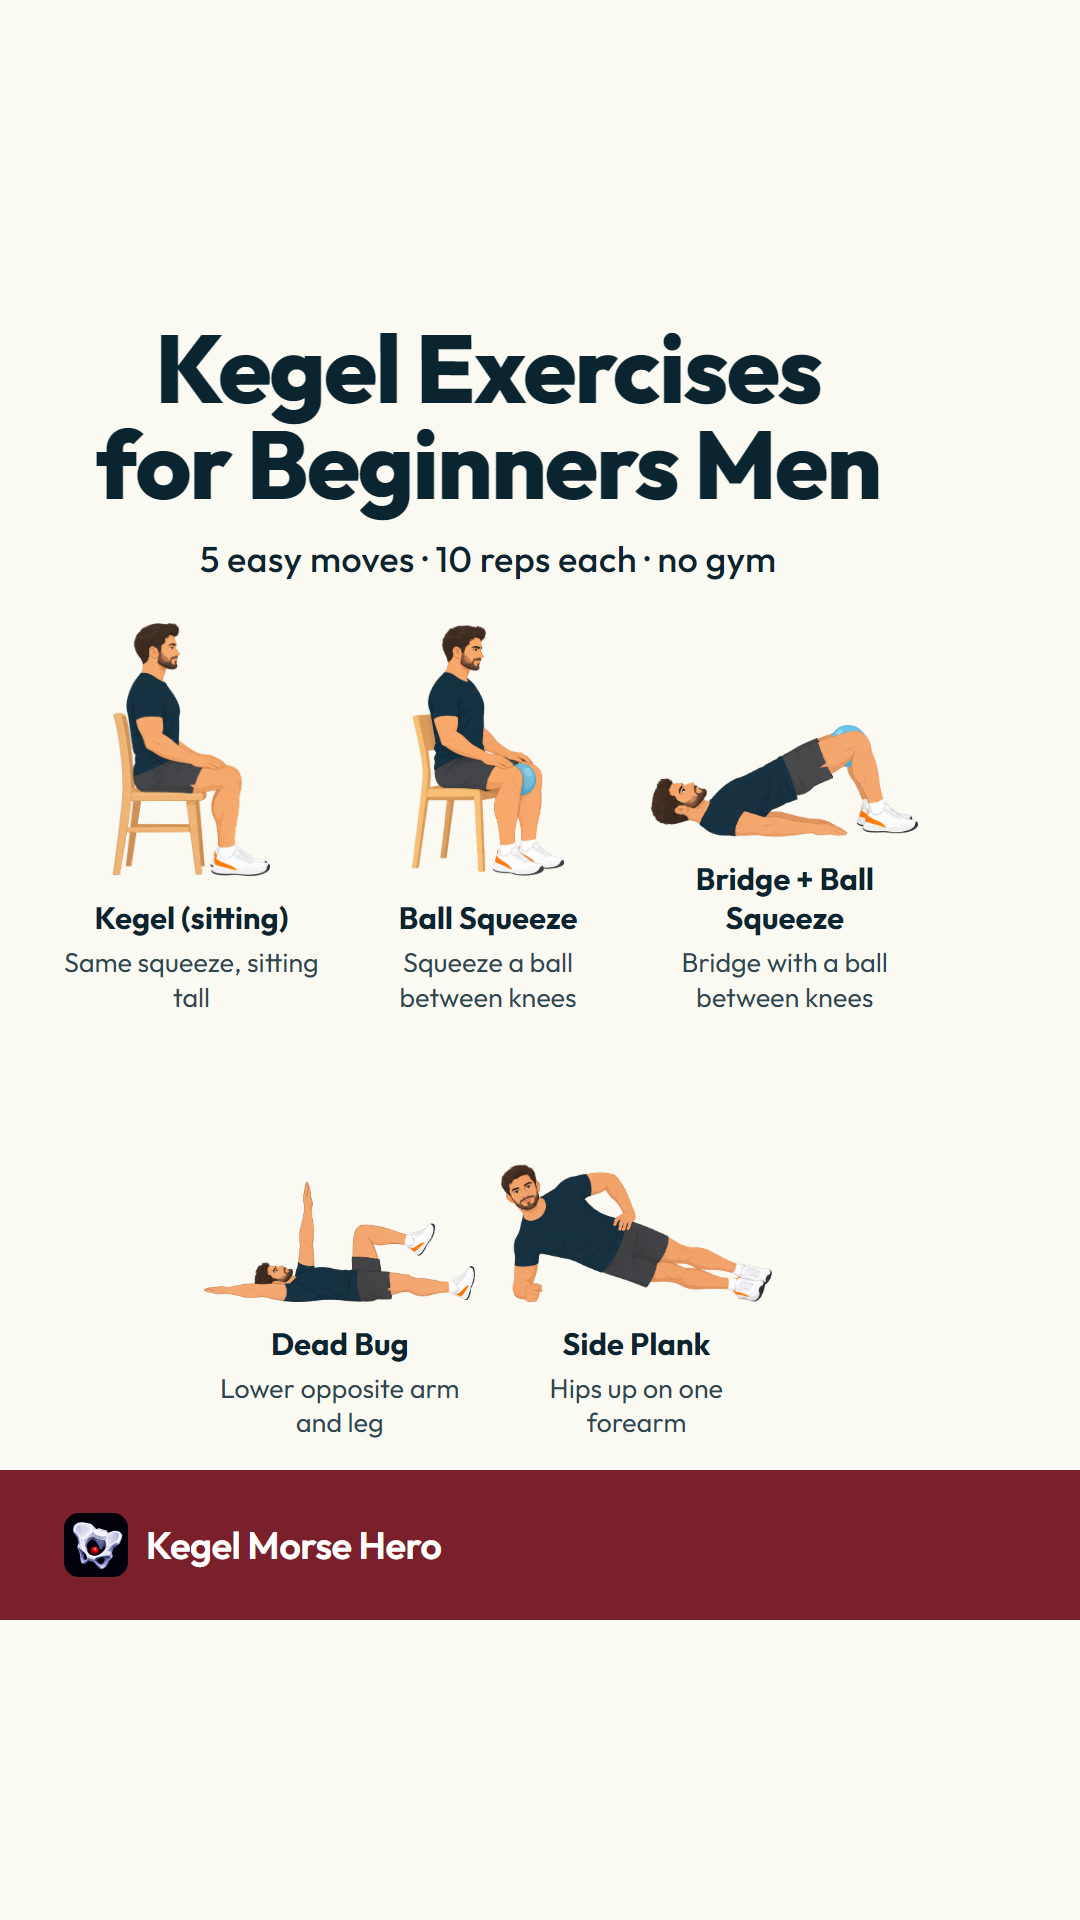 Kegel Exercises
for Beginners Men
5 easy moves · 10 reps each · no gym
Kegel (sitting)
Same squeeze, sitting
tall
Ball Squeeze
Squeeze a ball
between knees
Bridge + Ball
Squeeze
Bridge with a ball
between knees
Dead Bug
Lower opposite arm
and leg
Side Plank
Hips up on one
forearm
Kegel Morse Hero